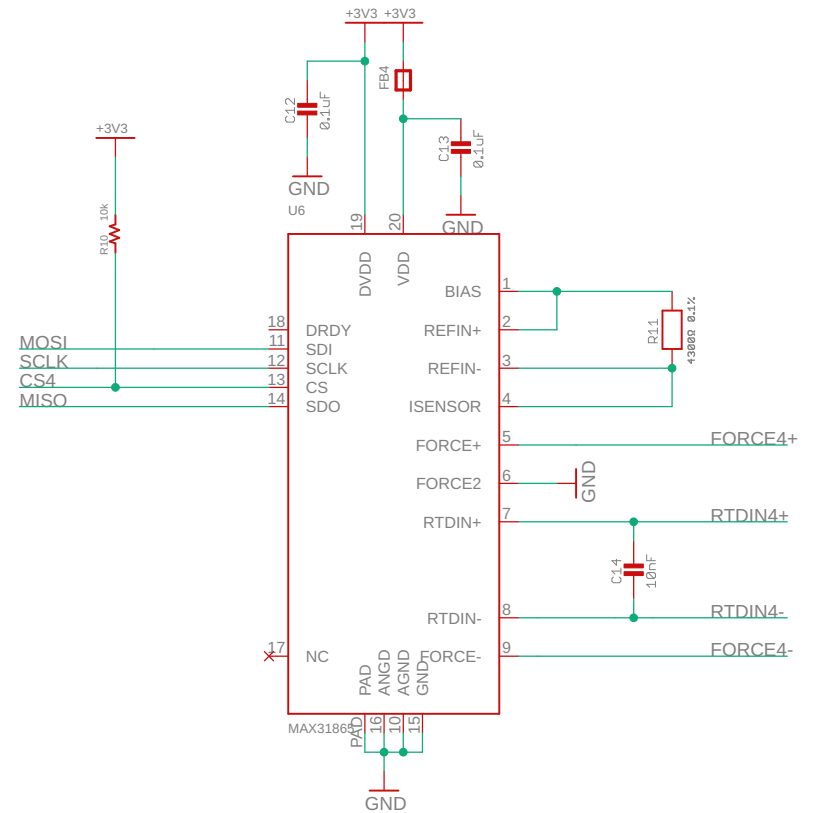 +3V3 +3V3
FB4
C12
0.1uF
C13
0.1uF
+3V3
GND
U6
GND
10k
R10
19
20
DVDD
VDD
BIAS 1
REFIN+ 2
REFIN- 3
ISENSOR 4
FORCE+ 5
FORCE2 6
RTDIN+ 7
RTDIN- 8
FORCE- 9
18 DRDY
MOSI 11 SDI
SCLK 12 SCLK
CS4 13 CS
MISO 14 SDO
R11
4300Ω 0.1%
FORCE4+
GND
RTDIN4+
C14
10nF
RTDIN4-
FORCE4-
17 NC
PAD
ANGD
AGND
GND
MAX31865
PAD
16
10
15
GND